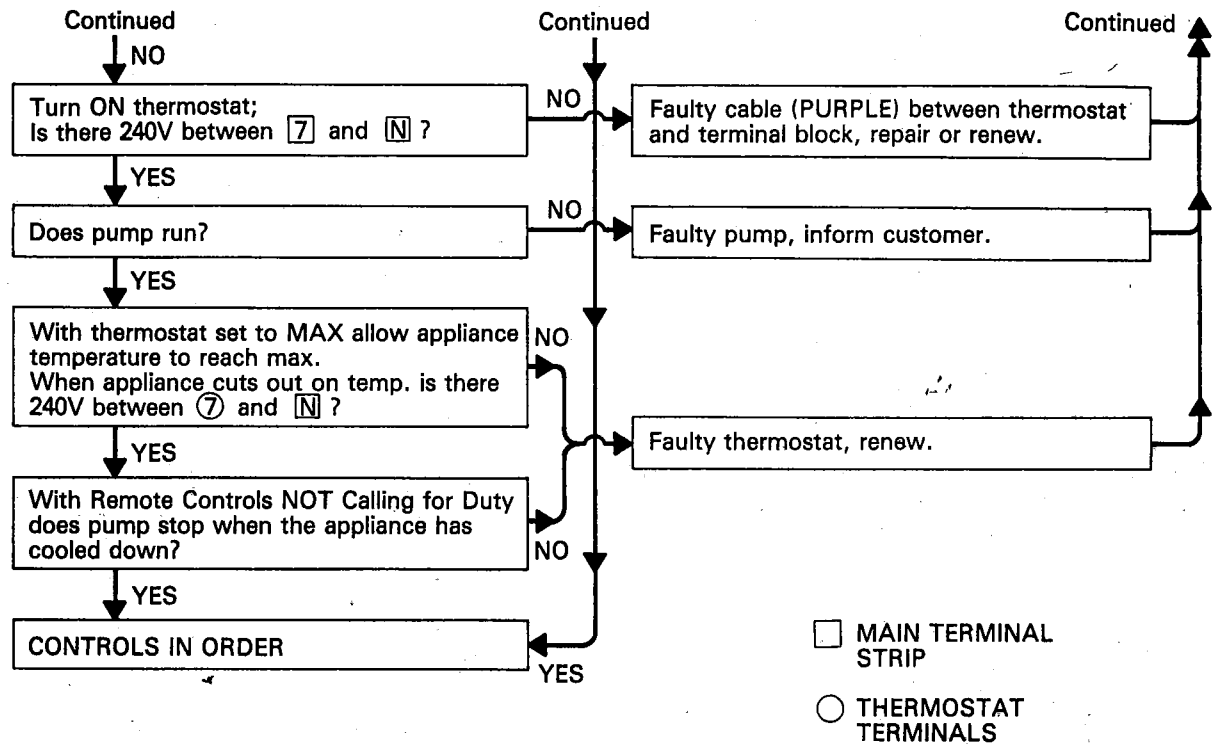 Continued
Continued
Continued
NO
Turn ON thermostat;
Is there 240V between 7 and N ?
NO
Faulty cable (PURPLE) between thermostat
and terminal block, repair or renew.
YES
Does pump run?
NO
Faulty pump, inform customer.
YES
With thermostat set to MAX allow appliance
temperature to reach max.
When appliance cuts out on temp. is there
240V between 7 and N ?
NO
Faulty thermostat, renew.
YES
With Remote Controls NOT Calling for Duty
does pump stop when the appliance has
cooled down?
NO
YES
CONTROLS IN ORDER
YES
MAIN TERMINAL
STRIP
THERMOSTAT
TERMINALS